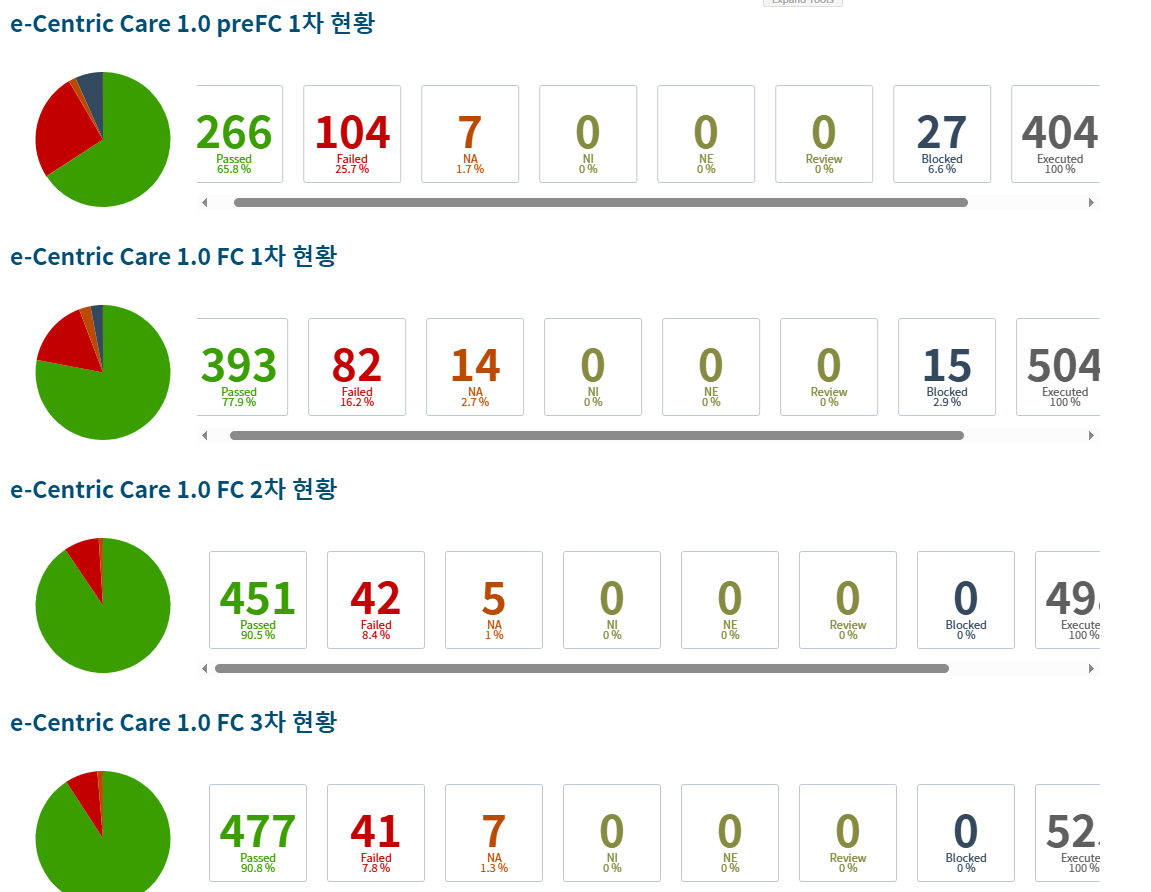 Expand Tools
e-Centric Care 1.0 preFC 1차 현황
266 104 7 0 0 0 27 404
Passed Failed NA NI NE Review Blocked Executed
65.8 % 25.7 % 1.7 % 0 % 0 % 0 % 6.6 % 100 %
e-Centric Care 1.0 FC 1차 현황
393 82 14 0 0 0 15 504
Passed Failed NA NI NE Review Blocked Executed
77.9 % 16.2 % 2.7 % 0 % 0 % 0 % 2.9 % 100 %
e-Centric Care 1.0 FC 2차 현황
451 42 5 0 0 0 0
Passed Failed NA NI NE Review Blocked Execute
90.5 % 8.4 % 1 % 0 % 0 % 0 % 0 % 100 %
e-Centric Care 1.0 FC 3차 현황
477 41 7 0 0 0 0
Passed Failed NA NI NE Review Blocked Execute
90.8 % 7.8 % 1.3 % 0 % 0 % 0 % 0 % 100 %